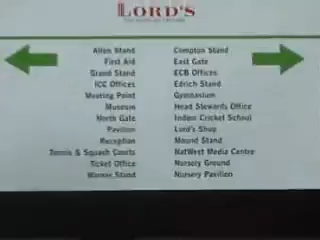 LORD'S
Allen Stand
First Aid
Grand Stand
ICC Offices
Meeting Point
Museum
North Gate
Pavilion
Reception
Tennis & Squash Courts
Ticket Office
Warner Stand
Compton Stand
East Gate
ECB Offices
Edrich Stand
Gymnasium
Head Stewards Office
Indoor Cricket School
Lord's Shop
Mound Stand
NatWest Media Centre
Nursery Ground
Nursery Pavilion